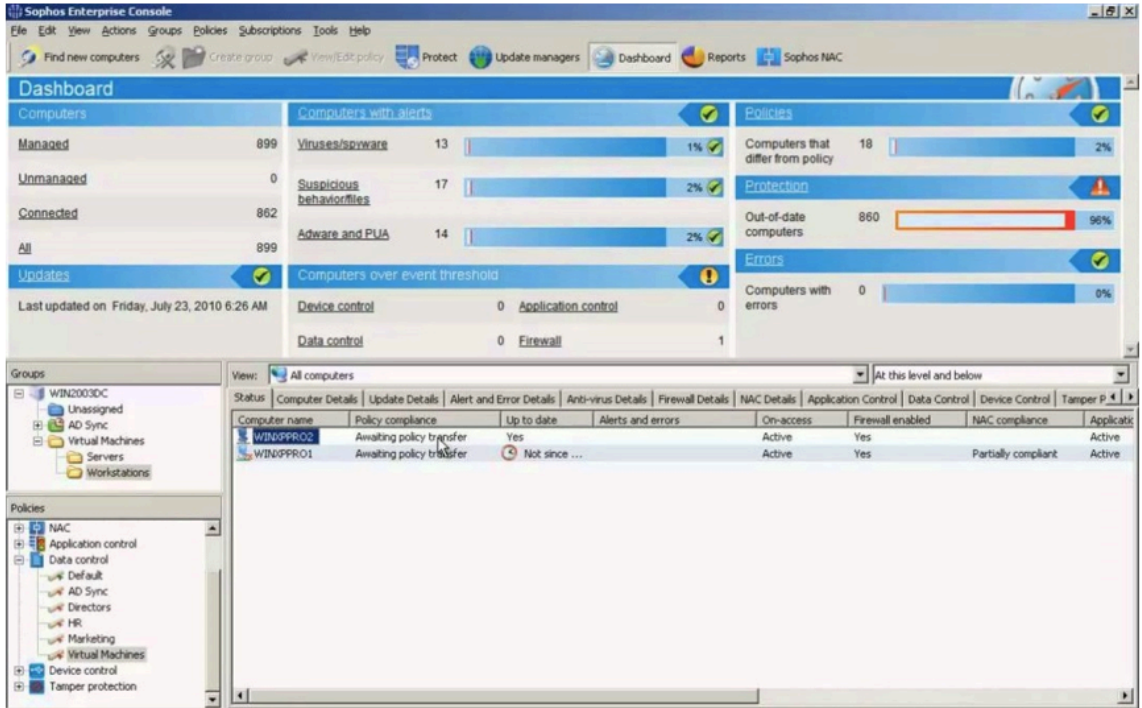 Sophos Enterprise Console
File Edit View Actions Groups Policies Subscriptions Tools Help
Find new computers Create group View/Edit policy Protect Update managers Dashboard Reports Sophos NAC
Dashboard
Computers
Managed 899
Unmanaged 0
Connected 862
All 899
Updates
Last updated on Friday, July 23, 2010 6:26 AM
Computers with alerts
Viruses/spyware 13 1%
Suspicious behavior/files 17 2%
Adware and PUA 14 2%
Computers over event threshold
Device control 0 Application control 0
Data control 0 Firewall 1
Policies
Computers that differ from policy 18 2%
Protection
Out-of-date computers 860 96%
Errors
Computers with errors 0 0%
Groups
WIN2003DC
Unassigned
AD Sync
Virtual Machines
Servers
Workstations
Policies
NAC
Application control
Data control
Default
AD Sync
Directors
HR
Marketing
Virtual Machines
Device control
Tamper protection
View: All computers At this level and below
Status Computer Details Update Details Alert and Error Details Anti-virus Details Firewall Details NAC Details Application Control Data Control Device Control Tamper P
Computer name Policy compliance Up to date Alerts and errors On-access Firewall enabled NAC compliance Applicatic
WINXPPRO2 Awaiting policy transfer Yes Active Yes Active
WINXPPRO1 Awaiting policy transfer Not since ... Active Yes Partially compliant Active